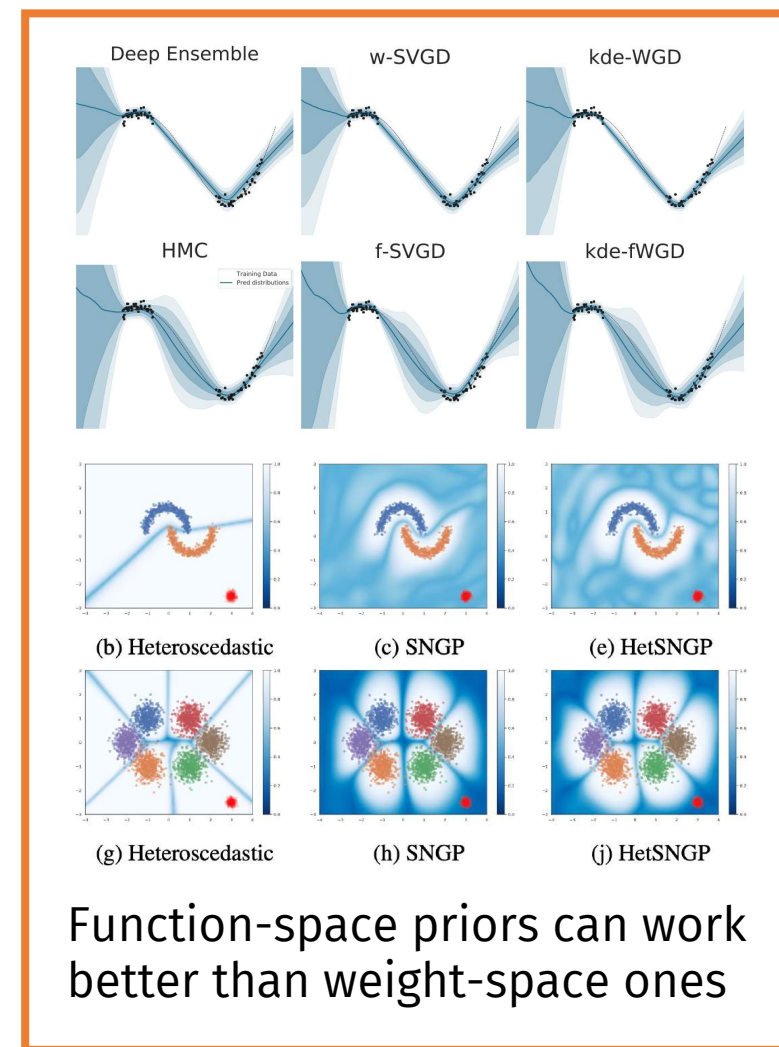 Deep Ensemble w-SVGD kde-WGD
HMC f-SVGD kde-fWGD
Training Data
Pred distributions
(b) Heteroscedastic (c) SNGP (e) HetSNGP
(g) Heteroscedastic (h) SNGP (j) HetSNGP
Function-space priors can work
better than weight-space ones